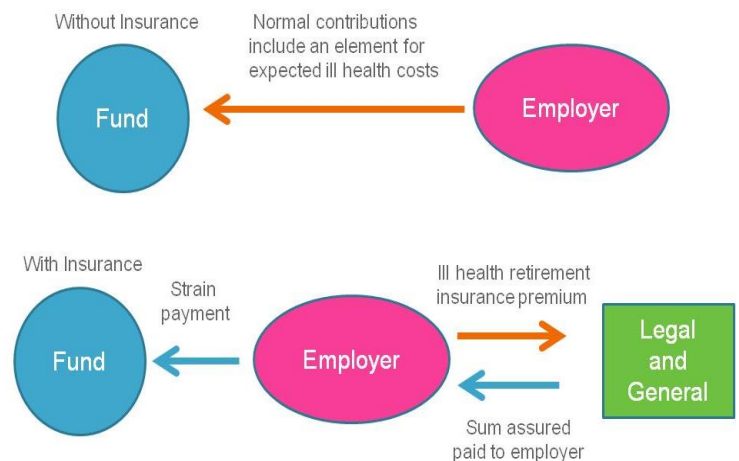 Without Insurance
Normal contributions
include an element for
expected ill health costs
Fund
Employer
With Insurance
Strain
payment
Ill health retirement
insurance premium
Fund
Employer
Legal
and
General
Sum assured
paid to employer